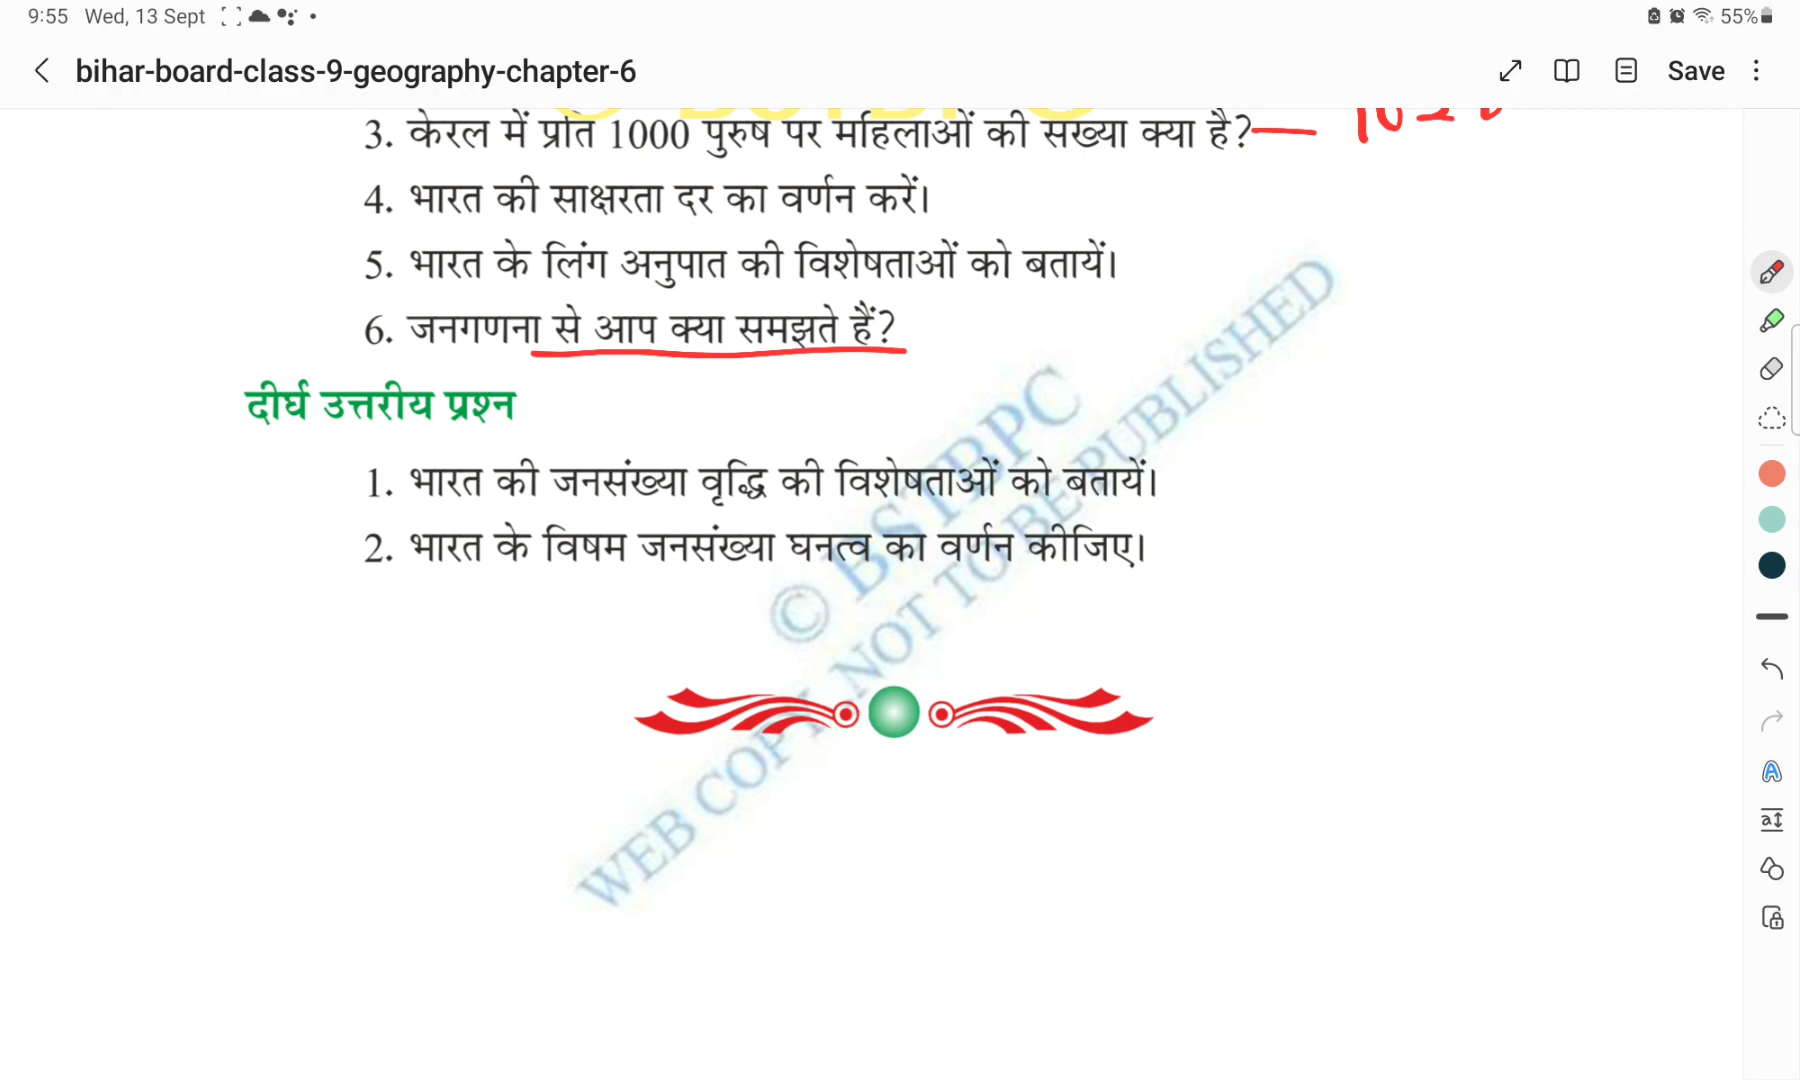 9:55 Wed, 13 Sept
55%
bihar-board-class-9-geography-chapter-6
Save
3. केरल में प्रति 1000 पुरुष पर महिलाओं की संख्या क्या है?
4. भारत की साक्षरता दर का वर्णन करें।
5. भारत के लिंग अनुपात की विशेषताओं को बतायें।
6. जनगणना से आप क्या समझते हैं?
दीर्घ उत्तरीय प्रश्न
1. भारत की जनसंख्या वृद्धि की विशेषताओं को बतायें।
2. भारत के विषम जनसंख्या घनत्व का वर्णन कीजिए।
© BSTBPC
WEB COPY, NOT TO BE PUBLISHED